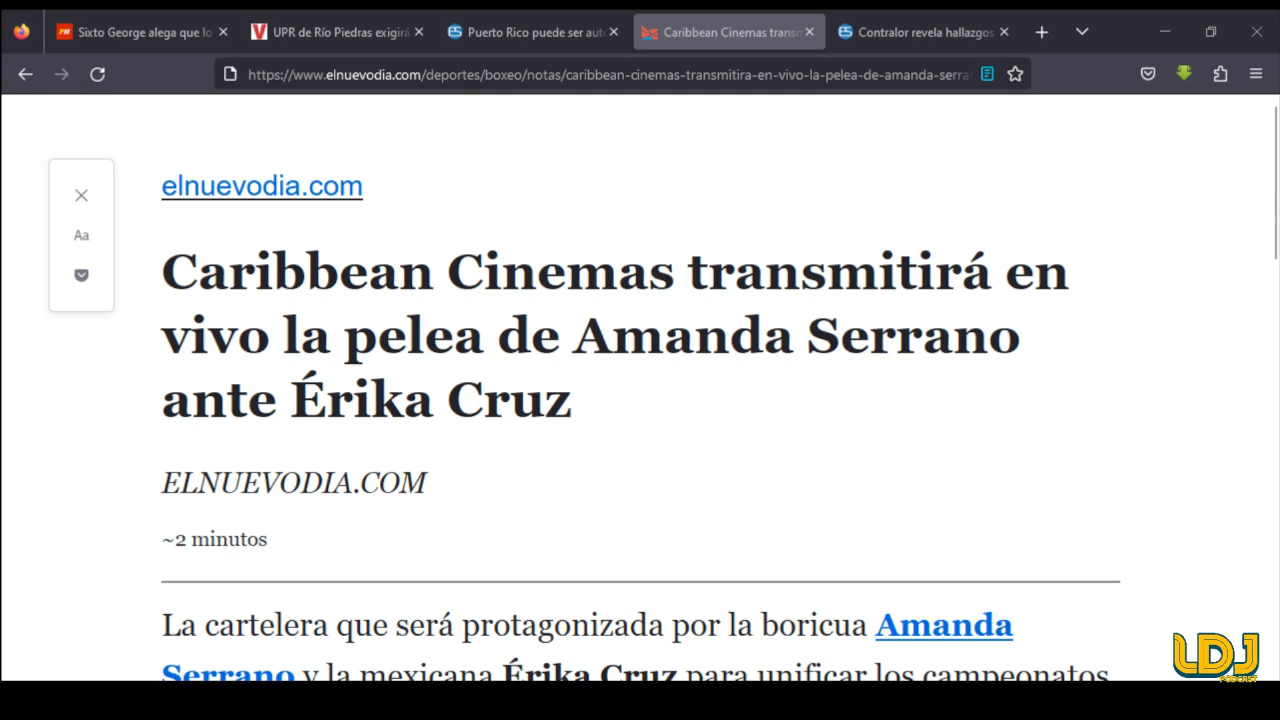 Sixto George alega que lo
UPR de Río Piedras exigirá
Puerto Rico puede ser aut
Caribbean Cinemas transm
Contralor revela hallazgos
https://www.elnuevodia.com/deportes/boxeo/notas/caribbean-cinemas-transmitira-en-vivo-la-pelea-de-amanda-serra
Aa
elnuevodia.com
Caribbean Cinemas transmitirá en
vivo la pelea de Amanda Serrano
ante Érika Cruz
ELNUEVODIA.COM
~2 minutos
La cartelera que será protagonizada por la boricua Amanda
Serrano y la mexicana Érika Cruz para unificar los campeonatos
LDJ
PODCAST